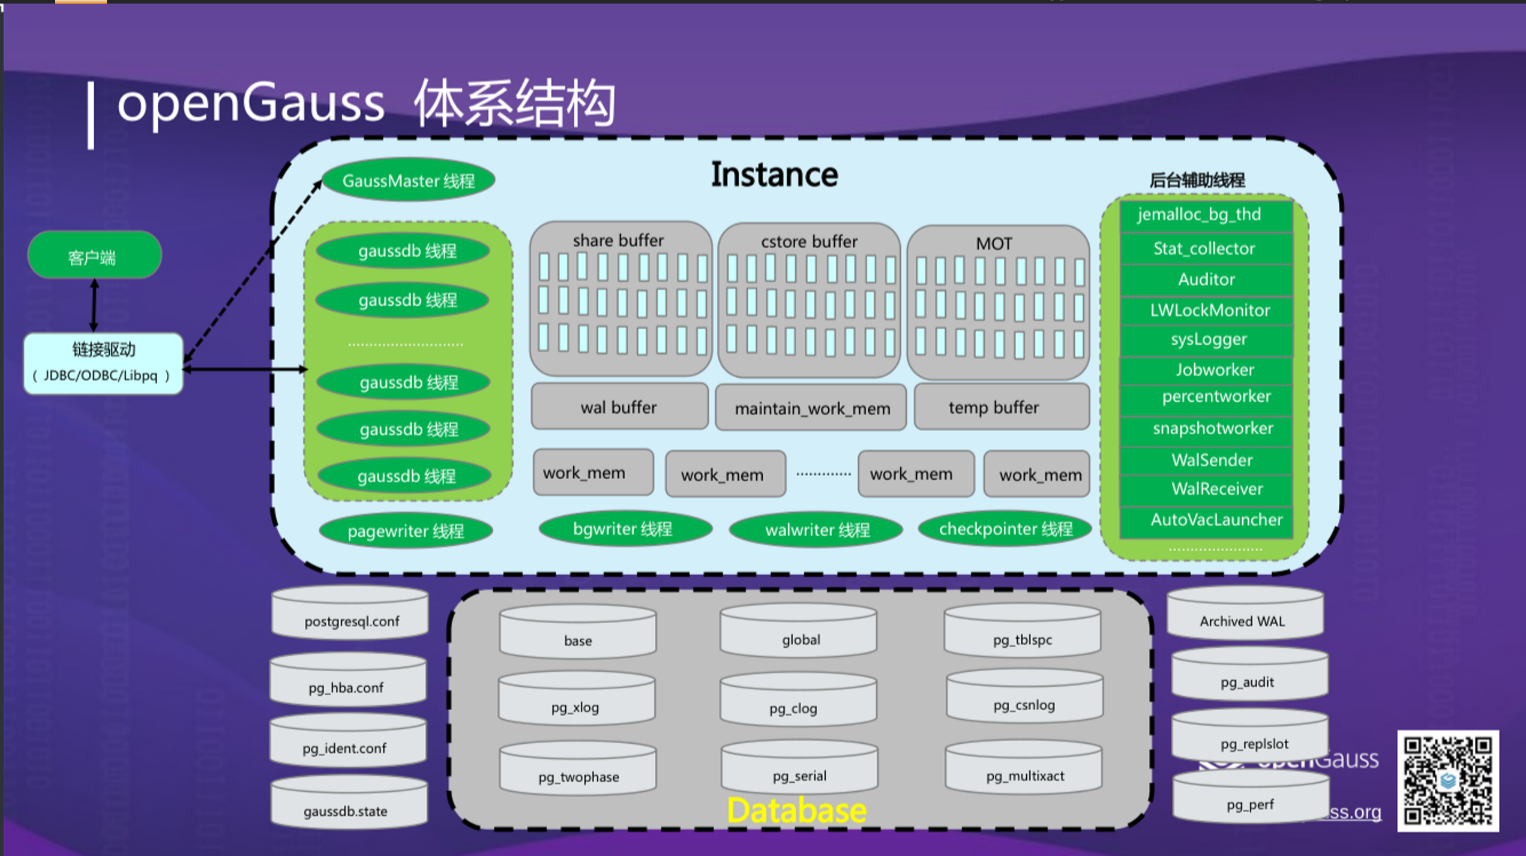 openGauss 体系结构
Instance
GaussMaster 线程
后台辅助线程
客户端
链接驱动
( JDBC/ODBC/Libpq )
gaussdb 线程
gaussdb 线程
.........................
gaussdb 线程
gaussdb 线程
gaussdb 线程
share buffer
cstore buffer
MOT
wal buffer
maintain_work_mem
temp buffer
work_mem
work_mem
.............
work_mem
work_mem
pagewriter 线程
bgwriter 线程
walwriter 线程
checkpointer 线程
jemalloc_bg_thd
Stat_collector
Auditor
LWLockMonitor
sysLogger
Jobworker
percentworker
snapshotworker
WalSender
WalReceiver
AutoVacLauncher
.....................
postgresql.conf
pg_hba.conf
pg_ident.conf
gaussdb.state
base
global
pg_tblspc
pg_xlog
pg_clog
pg_csnlog
pg_twophase
pg_serial
pg_multixact
Database
Archived WAL
pg_audit
pg_replslot
pg_perf
openGauss
ss.org